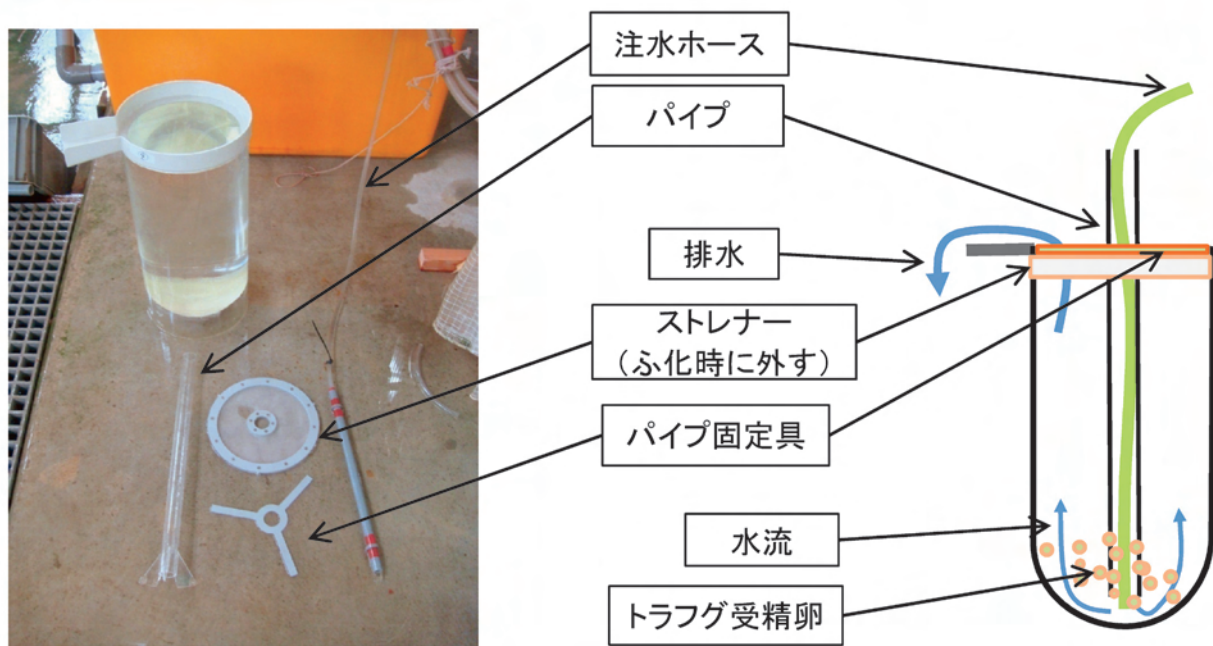 注水ホース
パイプ
排水
ストレナー
(ふ化時に外す)
パイプ固定具
水流
トラフグ受精卵